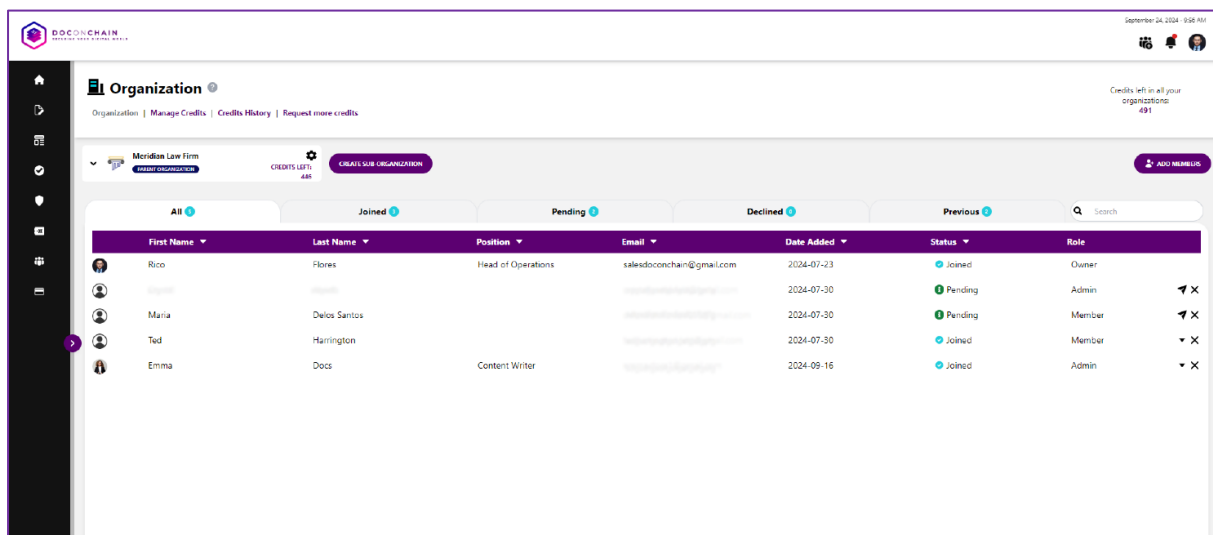 September 24, 2024 - 9:56 AM
DOCONCHAIN
Organization
Organization | Manage Credits | Credits History | Request more credits
Credits left in all your
organizations:
491
Meridian Law Firm
PARENT ORGANIZATION
CREDITS LEFT:
446
CREATE SUB-ORGANIZATION
ADD MEMBERS
All Joined Pending Declined Previous 2 Search
First Name Last Name Position Email Date Added Status Role
Rico Flores Head of Operations salesdoconchain@gmail.com 2024-07-23 Joined Owner
2024-07-30 Pending Admin
Maria Delos Santos 2024-07-30 Pending Member
Ted Harrington 2024-07-30 Joined Member
Emma Docs Content Writer 2024-09-16 Joined Admin